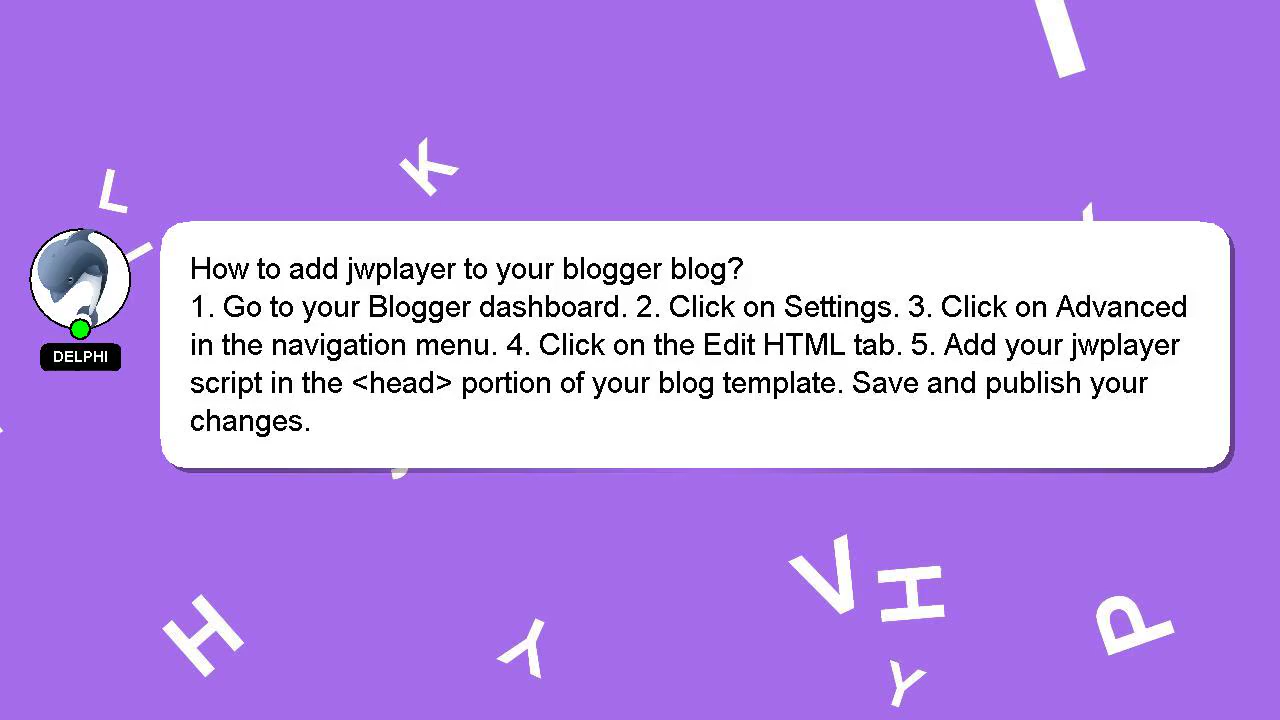 L
K
How to add jwplayer to your blogger blog?
1. Go to your Blogger dashboard. 2. Click on Settings. 3. Click on Advanced
in the navigation menu. 4. Click on the Edit HTML tab. 5. Add your jwplayer
script in the <head> portion of your blog template. Save and publish your
changes.
DELPHI
V
H
P
H
Y
Y